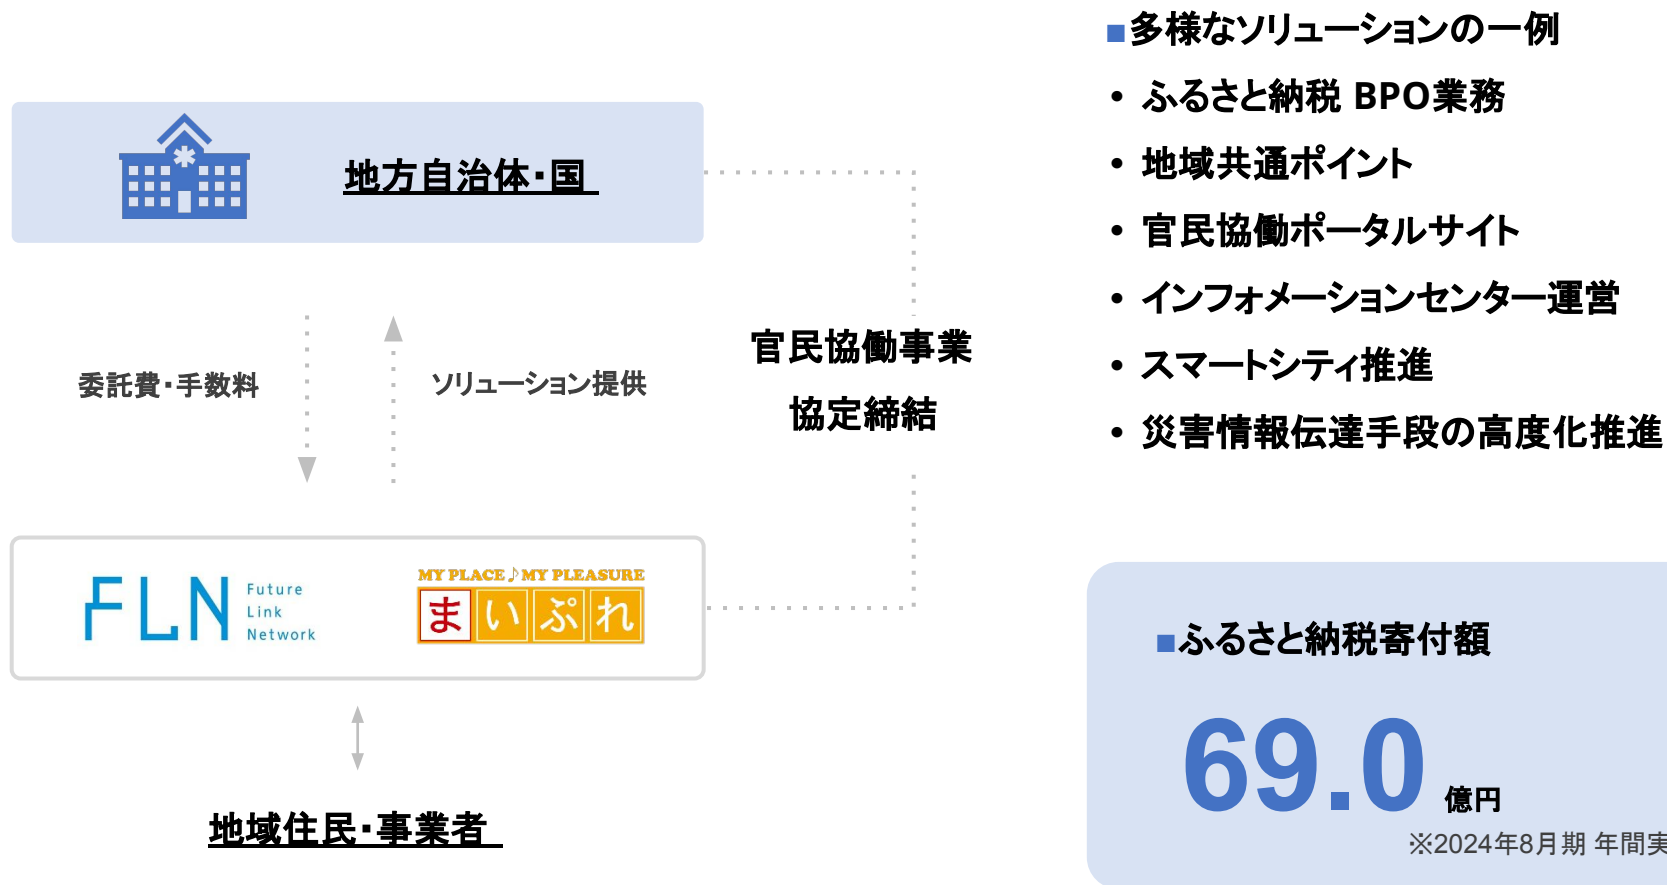 地方自治体・国
委託費・手数料
ソリューション提供
官民協働事業
協定締結
FLN
Future
Link
Network
MY PLACE♪MY PLEASURE
まいぷれ
地域住民・事業者
■多様なソリューションの一例
• ふるさと納税 BPO業務
• 地域共通ポイント
• 官民協働ポータルサイト
• インフォメーションセンター運営
• スマートシティ推進
• 災害情報伝達手段の高度化推進
■ふるさと納税寄付額
69.0 億円
※2024年8月期 年間実